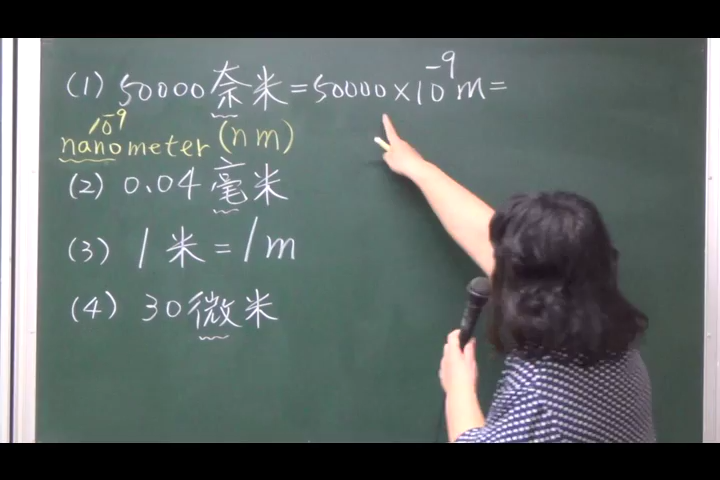 (1) 50000奈米=50000×10⁻⁹m=
10⁻⁹
nanometer(nm)
(2) 0.04毫米
(3) 1米=1m
(4) 30微米